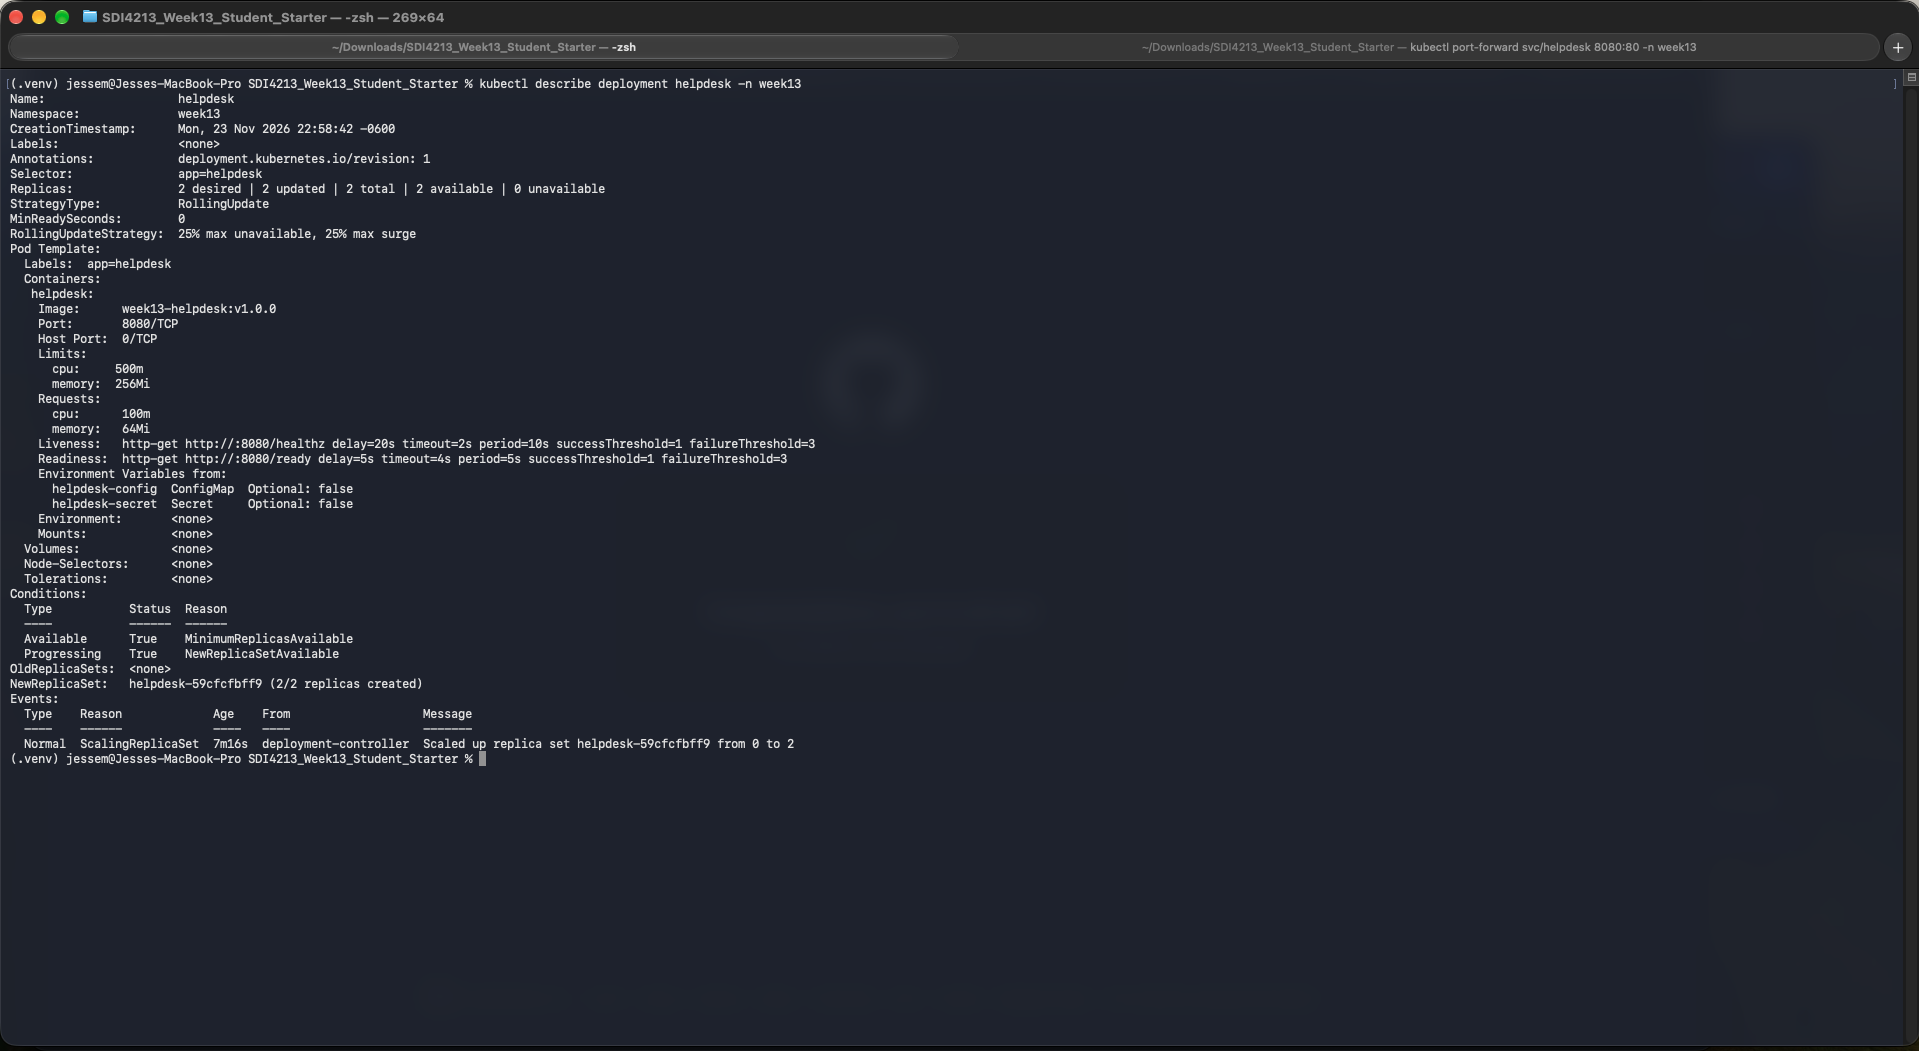 SDI4213_Week13_Student_Starter — -zsh — 269×64
~/Downloads/SDI4213_Week13_Student_Starter — -zsh
~/Downloads/SDI4213_Week13_Student_Starter — kubectl port-forward svc/helpdesk 8080:80 -n week13
+
[(.venv) jessem@Jesses-MacBook-Pro SDI4213_Week13_Student_Starter % kubectl describe deployment helpdesk -n week13 ]
Name:                   helpdesk
Namespace:              week13
CreationTimestamp:      Mon, 23 Nov 2026 22:58:42 -0600
Labels:                 <none>
Annotations:            deployment.kubernetes.io/revision: 1
Selector:               app=helpdesk
Replicas:               2 desired | 2 updated | 2 total | 2 available | 0 unavailable
StrategyType:           RollingUpdate
MinReadySeconds:        0
RollingUpdateStrategy:  25% max unavailable, 25% max surge
Pod Template:
  Labels:  app=helpdesk
  Containers:
   helpdesk:
    Image:      week13-helpdesk:v1.0.0
    Port:       8080/TCP
    Host Port:  0/TCP
    Limits:
      cpu:     500m
      memory:  256Mi
    Requests:
      cpu:      100m
      memory:   64Mi
    Liveness:   http-get http://:8080/healthz delay=20s timeout=2s period=10s successThreshold=1 failureThreshold=3
    Readiness:  http-get http://:8080/ready delay=5s timeout=4s period=5s successThreshold=1 failureThreshold=3
    Environment Variables from:
      helpdesk-config  ConfigMap  Optional: false
      helpdesk-secret  Secret     Optional: false
    Environment:       <none>
    Mounts:            <none>
  Volumes:             <none>
  Node-Selectors:      <none>
  Tolerations:         <none>
Conditions:
  Type           Status  Reason
  ----           ------  ------
  Available      True    MinimumReplicasAvailable
  Progressing    True    NewReplicaSetAvailable
OldReplicaSets:  <none>
NewReplicaSet:   helpdesk-59cfcfbff9 (2/2 replicas created)
Events:
  Type    Reason             Age    From                   Message
  ----    ------             ----   ----                   -------
  Normal  ScalingReplicaSet  7m16s  deployment-controller  Scaled up replica set helpdesk-59cfcfbff9 from 0 to 2
(.venv) jessem@Jesses-MacBook-Pro SDI4213_Week13_Student_Starter %